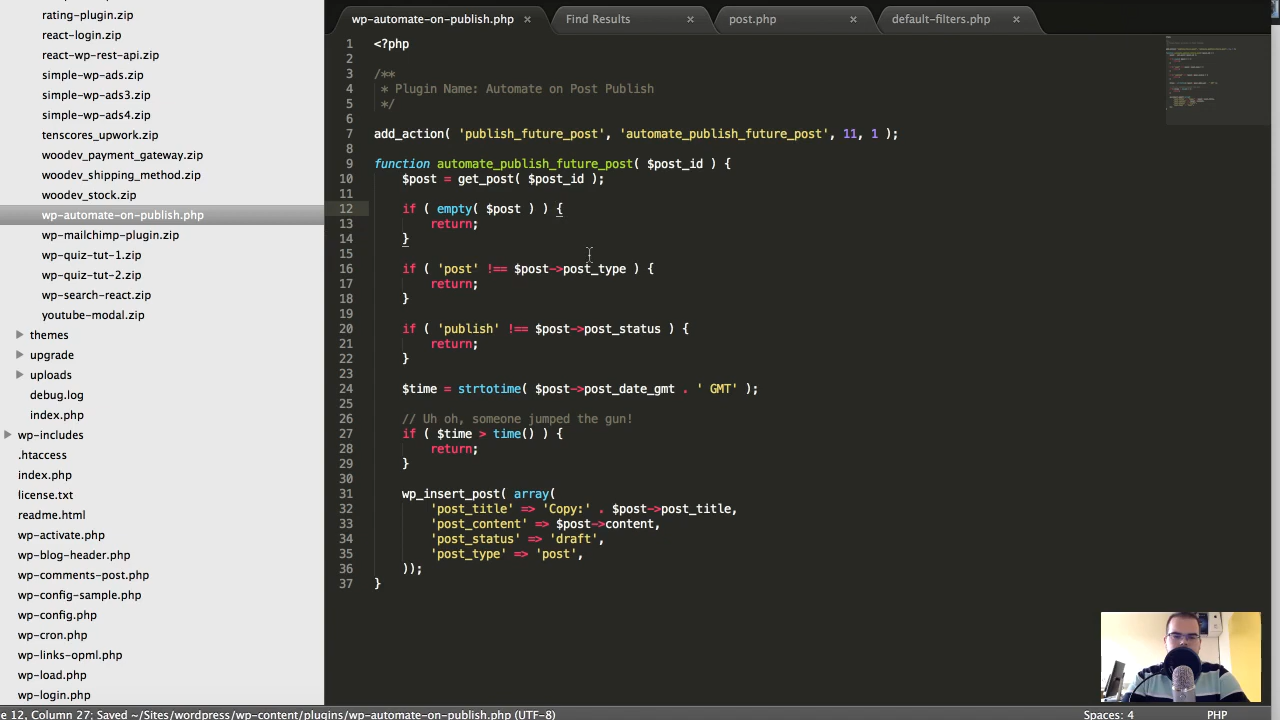 rating-plugin.zip
react-login.zip
react-wp-rest-api.zip
simple-wp-ads.zip
simple-wp-ads3.zip
simple-wp-ads4.zip
tenscores_upwork.zip
woodev_payment_gateway.zip
woodev_shipping_method.zip
woodev_stock.zip
wp-automate-on-publish.php
wp-mailchimp-plugin.zip
wp-quiz-tut-1.zip
wp-quiz-tut-2.zip
wp-search-react.zip
youtube-modal.zip
themes
upgrade
uploads
debug.log
index.php
wp-includes
.htaccess
index.php
license.txt
readme.html
wp-activate.php
wp-blog-header.php
wp-comments-post.php
wp-config-sample.php
wp-config.php
wp-cron.php
wp-links-opml.php
wp-load.php
wp-login.php
wp-automate-on-publish.php × Find Results × post.php × default-filters.php ×
1 <?php
2
3 /**
4 * Plugin Name: Automate on Post Publish
5 */
6
7 add_action( 'publish_future_post', 'automate_publish_future_post', 11, 1 );
8
9 function automate_publish_future_post( $post_id ) {
10 $post = get_post( $post_id );
11
12 if ( empty( $post ) ) {
13 return;
14 }
15
16 if ( 'post' !== $post->post_type ) {
17 return;
18 }
19
20 if ( 'publish' !== $post->post_status ) {
21 return;
22 }
23
24 $time = strtotime( $post->post_date_gmt . ' GMT' );
25
26 // Uh oh, someone jumped the gun!
27 if ( $time > time() ) {
28 return;
29 }
30
31 wp_insert_post( array(
32 'post_title' => 'Copy:' . $post->post_title,
33 'post_content' => $post->content,
34 'post_status' => 'draft',
35 'post_type' => 'post',
36 ));
37 }
e 12, Column 27; Saved ~/Sites/wordpress/wp-content/plugins/wp-automate-on-publish.php (UTF-8) Spaces: 4 PHP